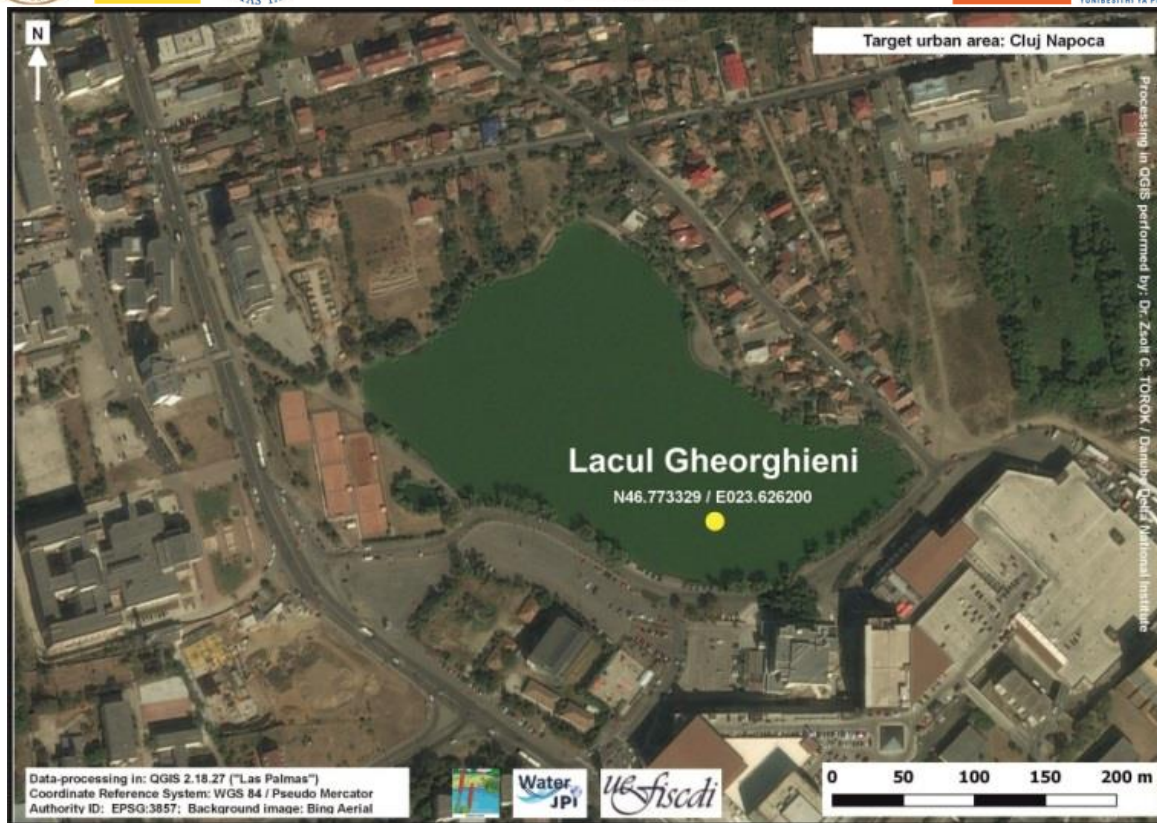 N
Target urban area: Cluj Napoca
Processing in QGIS performed by: Dr. Zsolt C. TÖRÖK / Danube Delta National Institute
Lacul Gheorghieni
N46.773329 / E023.626200
Data-processing in: QGIS 2.18.27 ("Las Palmas")
Coordinate Reference System: WGS 84 / Pseudo Mercator
Authority ID: EPSG:3857; Background image: Bing Aerial
Water
JPI
uefiscdi
0 50 100 150 200 m